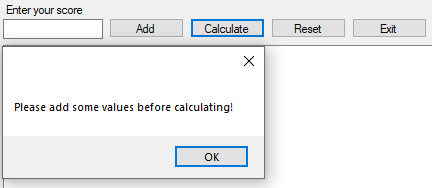 Enter your score
Add Calculate Reset Exit
Please add some values before calculating!
OK